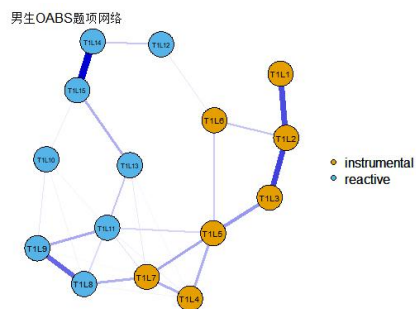 男生OABS题项网络
T1L14
T1L12
T1L15
T1L1
T1L6
T1L2
T1L10
T1L13
T1L3
T1L11
T1L5
T1L9
T1L8
T1L7
T1L4
instrumental
reactive